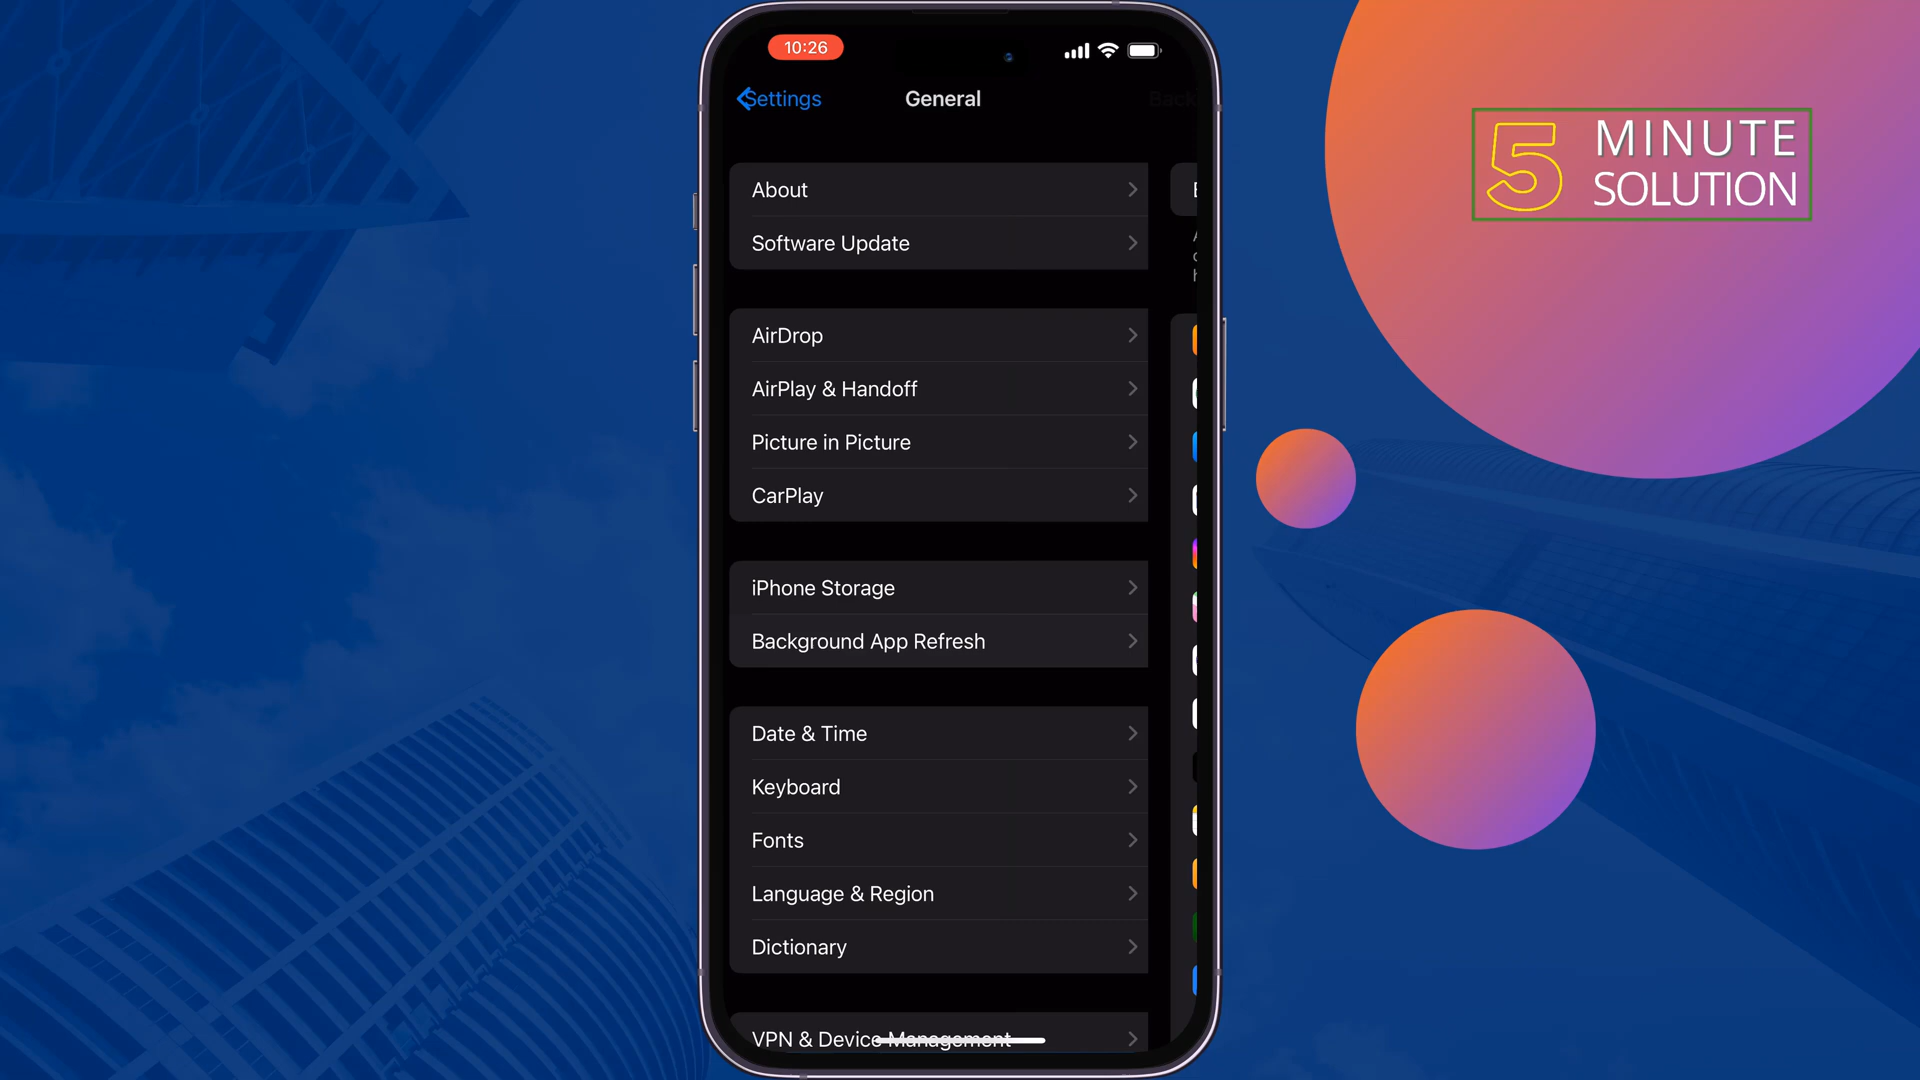 10:26
Settings
General
Back
About
Software Update
AirDrop
AirPlay & Handoff
Picture in Picture
CarPlay
iPhone Storage
Background App Refresh
Date & Time
Keyboard
Fonts
Language & Region
Dictionary
VPN & Device Management
5 MINUTE
SOLUTION